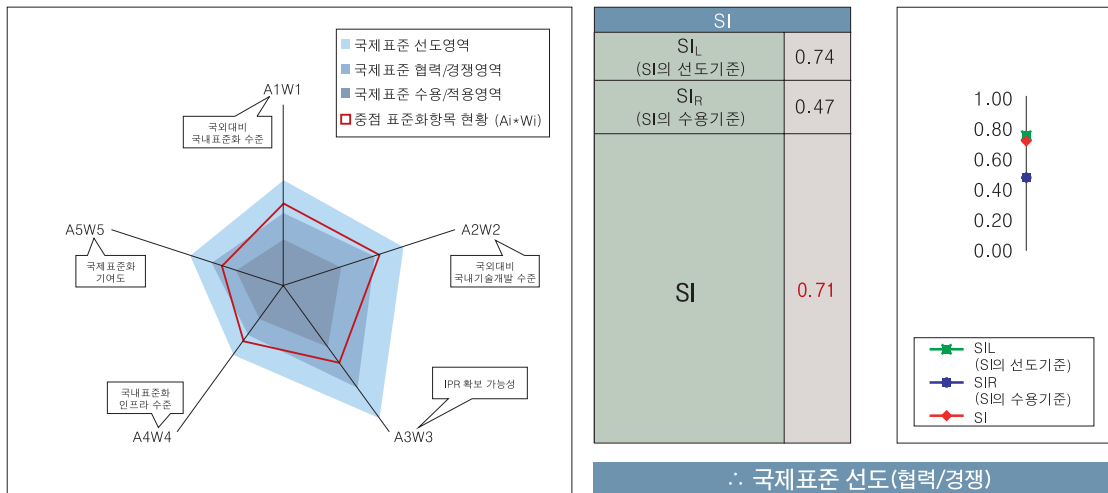 국제표준 선도영역
국제표준 협력/경쟁영역
국제표준 수용/적용영역
중점 표준화항목 현황 (Ai*Wi)
A1W1
국외대비
국내표준화 수준
A2W2
국외대비
국내기술개발 수준
A3W3
IPR 확보 가능성
A4W4
국내표준화
인프라 수준
A5W5
국제표준화
기여도
SI
SIL
(SI의 선도기준)
0.74
SIR
(SI의 수용기준)
0.47
SI
0.71
1.00
0.80
0.60
0.40
0.20
0.00
SIL
(SI의 선도기준)
SIR
(SI의 수용기준)
SI
∴ 국제표준 선도(협력/경쟁)